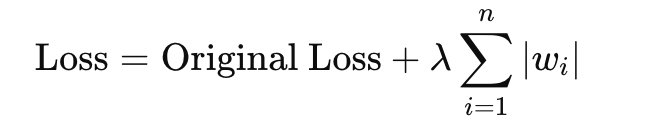 Loss = Original Loss + λ ∑_{i=1}^{n} |w_i|